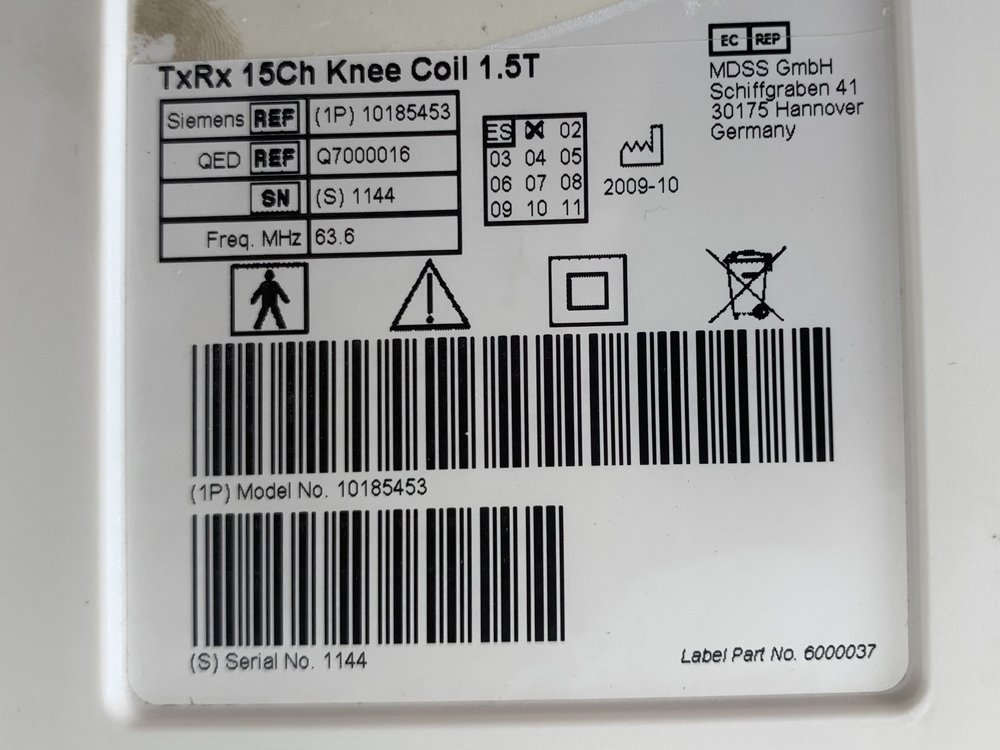 TxRx 15Ch Knee Coil 1.5T
Siemens REF (1P) 10185453
QED REF Q7000016
SN (S) 1144
Freq. MHz 63.6
ES 02
03 04 05
06 07 08
09 10 11
2009-10
EC REP
MDSS GmbH
Schiffgraben 41
30175 Hannover
Germany
(1P) Model No. 10185453
(S) Serial No. 1144
Label Part No. 6000037